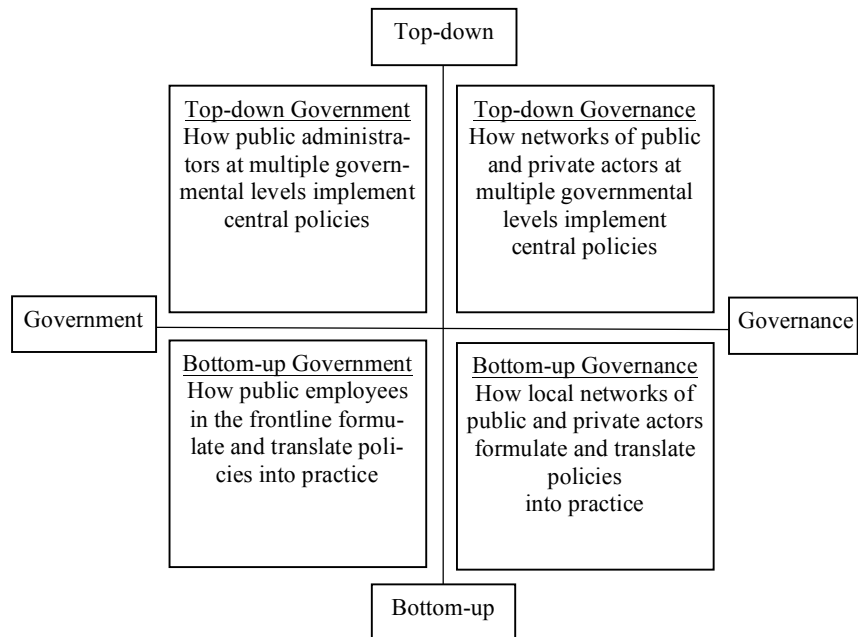 Top-down
Top-down Government
How public administra-
tors at multiple govern-
mental levels implement
central policies
Top-down Governance
How networks of public
and private actors at
multiple governmental
levels implement
central policies
Government
Governance
Bottom-up Government
How public employees
in the frontline formu-
late and translate poli-
cies into practice
Bottom-up Governance
How local networks of
public and private actors
formulate and translate
policies
into practice
Bottom-up